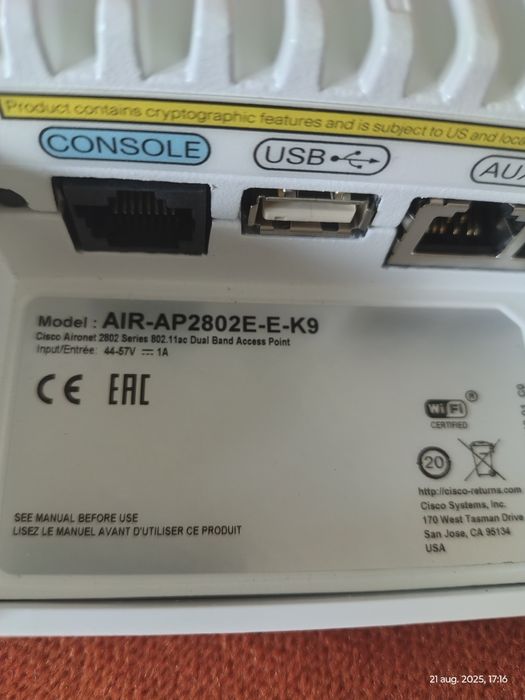 Product contains cryptographic features and is subject to US and loca
CONSOLE
USB
AUX
Model : AIR-AP2802E-E-K9
Cisco Aironet 2802 Series 802.11ac Dual Band Access Point
Input/Entrée: 44-57V ⎓ 1A
CE EAC
Wi Fi ®
CERTIFIED
20
http://cisco-returns.com
Cisco Systems, Inc.
170 West Tasman Drive
San Jose, CA 95134
USA
SEE MANUAL BEFORE USE
LISEZ LE MANUEL AVANT D'UTILISER CE PRODUIT
21 aug. 2025, 17:16